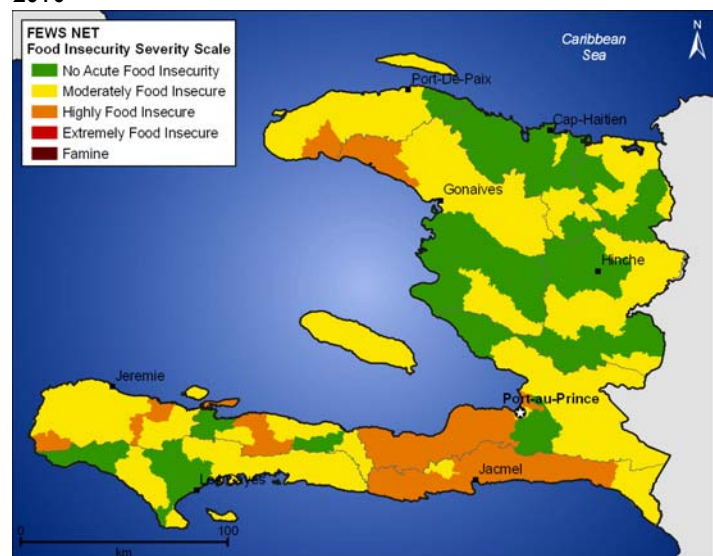 FEWS NET
Food Insecurity Severity Scale
No Acute Food Insecurity
Moderately Food Insecure
Highly Food Insecure
Extremely Food Insecure
Famine
Caribbean
Sea
N
Port-De-Paix
Cap-Haitien
Gonaives
Hinche
Jeremie
Port-au-Prince
Jacmel
0 100
km